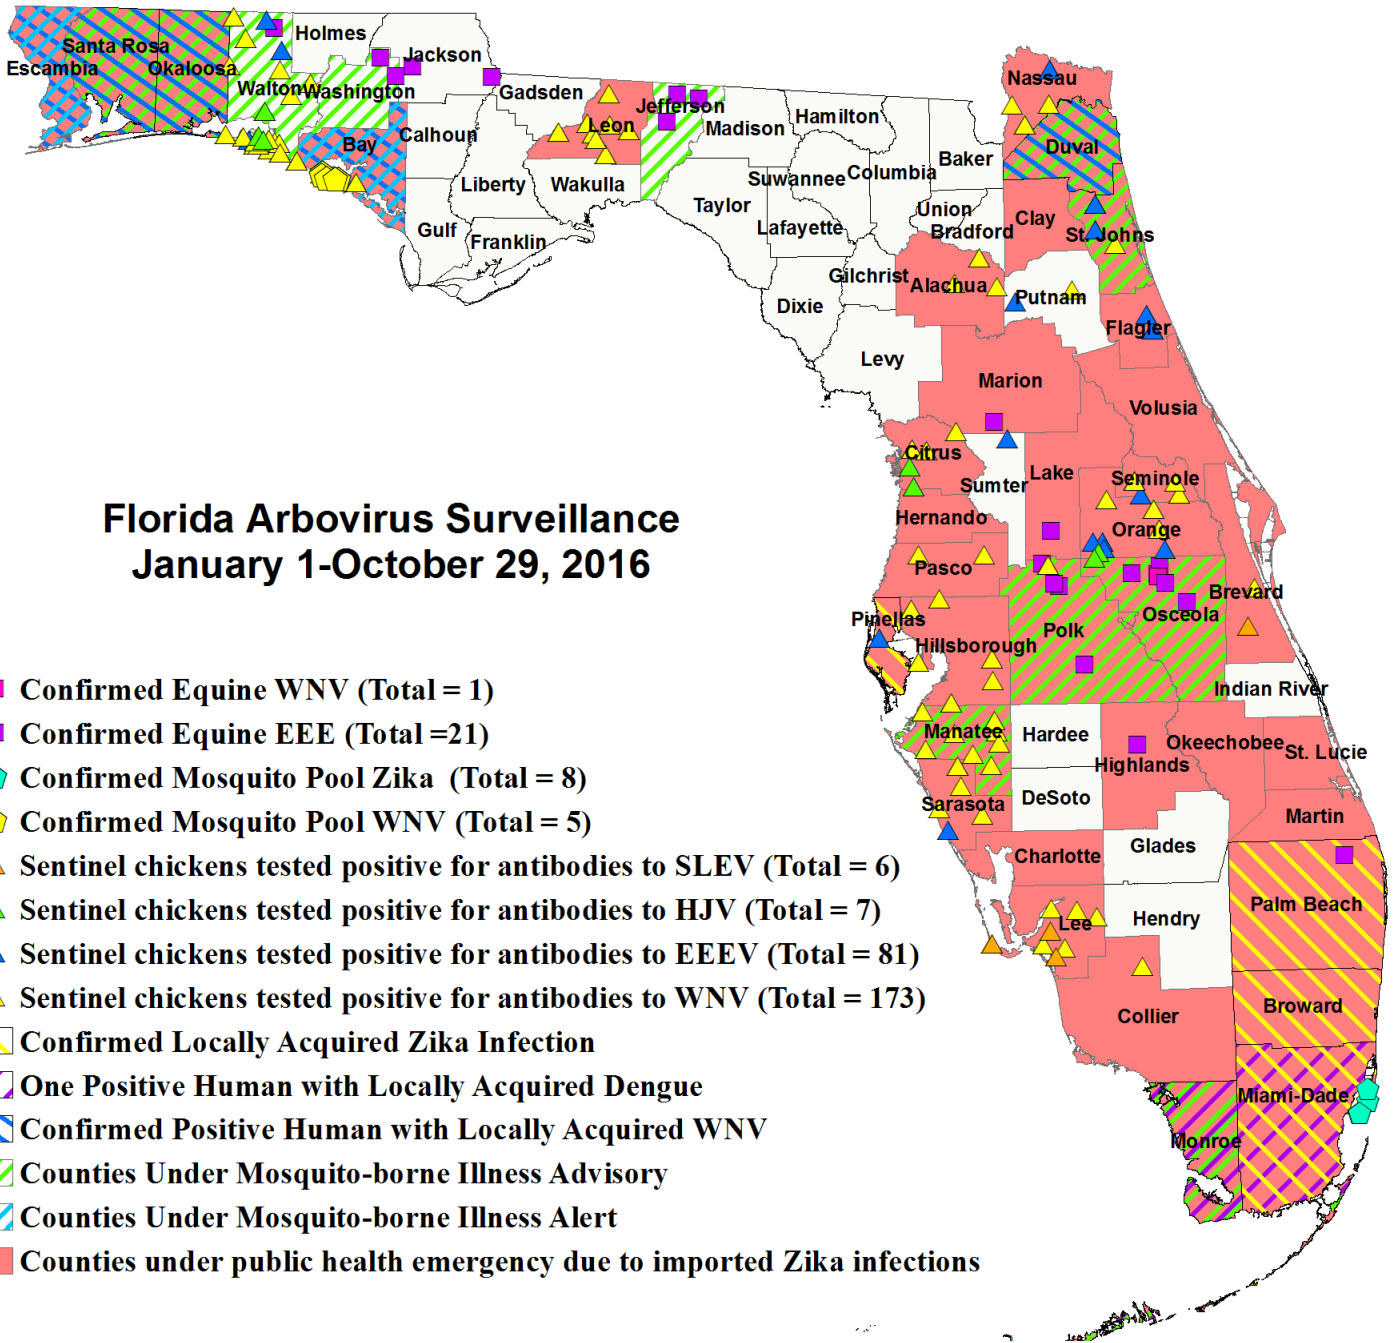 Holmes
Santa Rosa
Jackson
Escambia
Okaloosa
Walton
Washington
Gadsden
Jefferson
Leon
Madison
Hamilton
Nassau
Duval
Bay
Calhoun
Liberty
Wakulla
Taylor
Suwannee
Columbia
Baker
Lafayette
Union
Bradford
Clay
St. Johns
Gulf
Franklin
Gilchrist
Alachua
Putnam
Dixie
Flagler
Levy
Marion
Volusia
Citrus
Sumter
Lake
Seminole
Hernando
Orange
Pasco
Brevard
Pinellas
Hillsborough
Polk
Osceola
Indian River
Manatee
Hardee
Highlands
Okeechobee
St. Lucie
Sarasota
DeSoto
Martin
Charlotte
Glades
Palm Beach
Lee
Hendry
Broward
Collier
Miami-Dade
Monroe
Florida Arbovirus Surveillance
January 1-October 29, 2016
Confirmed Equine WNV (Total = 1)
Confirmed Equine EEE (Total =21)
Confirmed Mosquito Pool Zika (Total = 8)
Confirmed Mosquito Pool WNV (Total = 5)
Sentinel chickens tested positive for antibodies to SLEV (Total = 6)
Sentinel chickens tested positive for antibodies to HJV (Total = 7)
Sentinel chickens tested positive for antibodies to EEEV (Total = 81)
Sentinel chickens tested positive for antibodies to WNV (Total = 173)
Confirmed Locally Acquired Zika Infection
One Positive Human with Locally Acquired Dengue
Confirmed Positive Human with Locally Acquired WNV
Counties Under Mosquito-borne Illness Advisory
Counties Under Mosquito-borne Illness Alert
Counties under public health emergency due to imported Zika infections